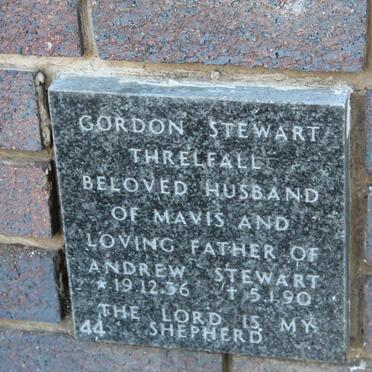 GORDON STEWART
THRELFALL
BELOVED HUSBAND
OF MAVIS AND
LOVING FATHER OF
ANDREW STEWART
* 19.12.36 † 5.1.90
THE LORD IS MY
44 SHEPHERD